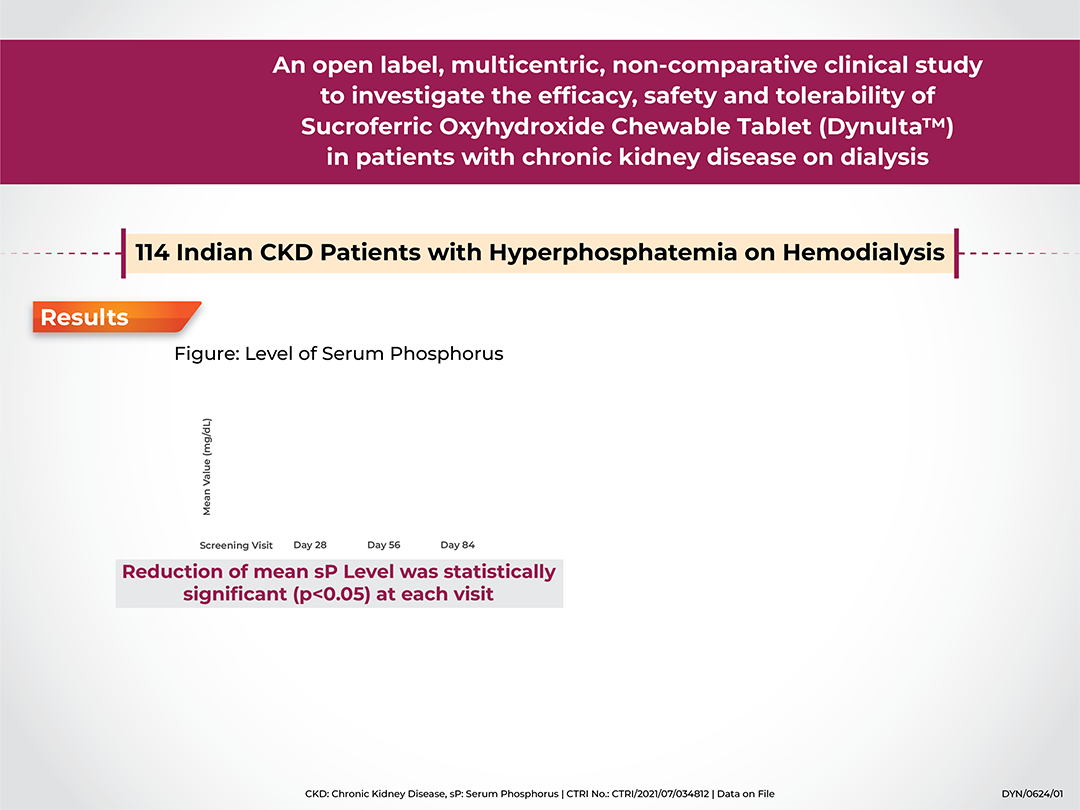 An open label, multicentric, non-comparative clinical study
to investigate the efficacy, safety and tolerability of
Sucroferric Oxyhydroxide Chewable Tablet (Dynulta™)
in patients with chronic kidney disease on dialysis
114 Indian CKD Patients with Hyperphosphatemia on Hemodialysis
Results
Figure: Level of Serum Phosphorus
Mean Value (mg/dL)
Screening Visit Day 28 Day 56 Day 84
Reduction of mean sP Level was statistically
significant (p<0.05) at each visit
CKD: Chronic Kidney Disease, sP: Serum Phosphorus | CTRI No.: CTRI/2021/07/034812 | Data on File
DYN/0624/01